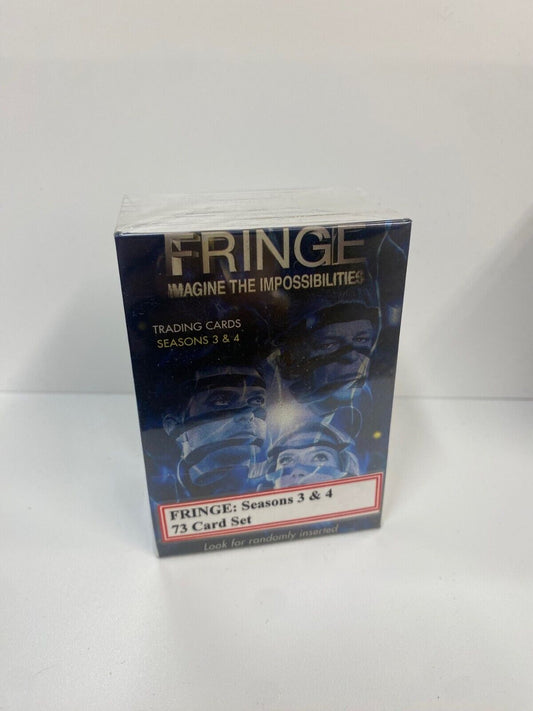 FRINGE
IMAGINE THE IMPOSSIBILITIES
TRADING CARDS
SEASONS 3 & 4
FRINGE: Seasons 3 & 4
73 Card Set
Look for randomly inserted